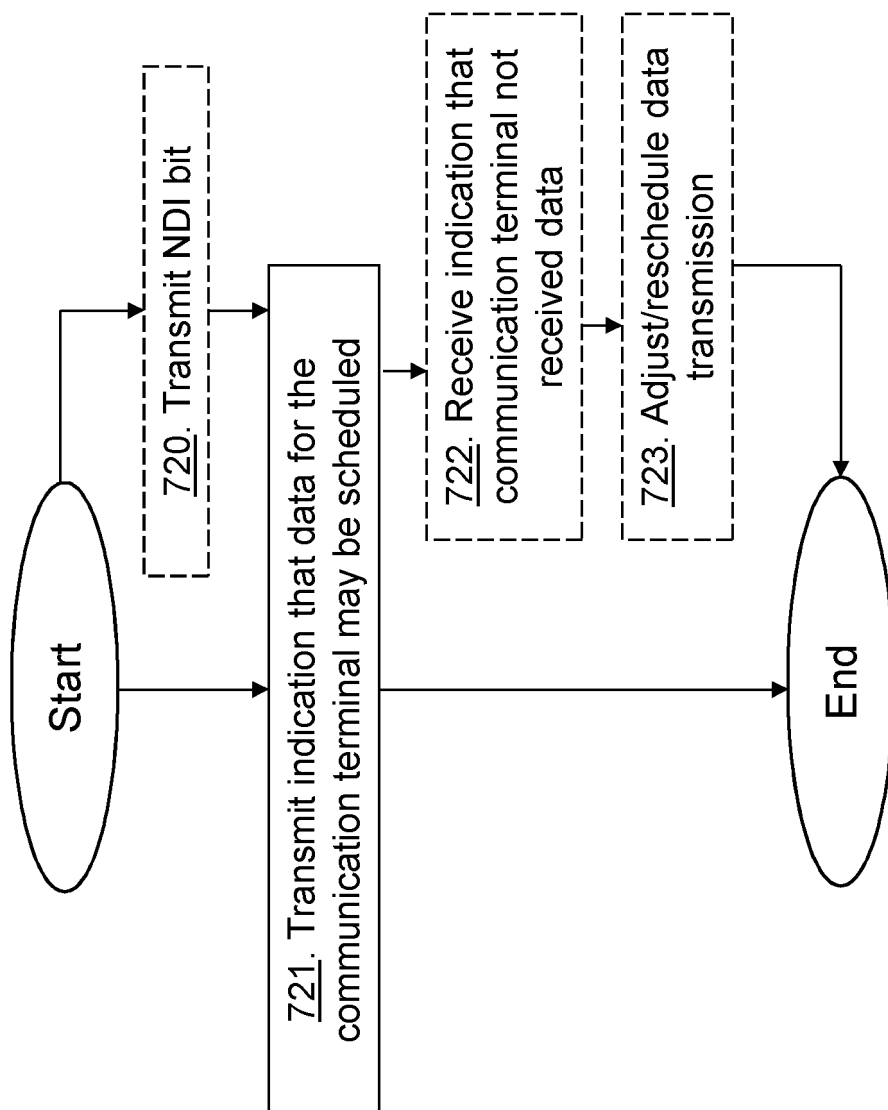 Start
720. Transmit NDI bit
721. Transmit indication that data for the
communication terminal may be scheduled
722. Receive indication that
communication terminal not
received data
723. Adjust/reschedule data
transmission
End